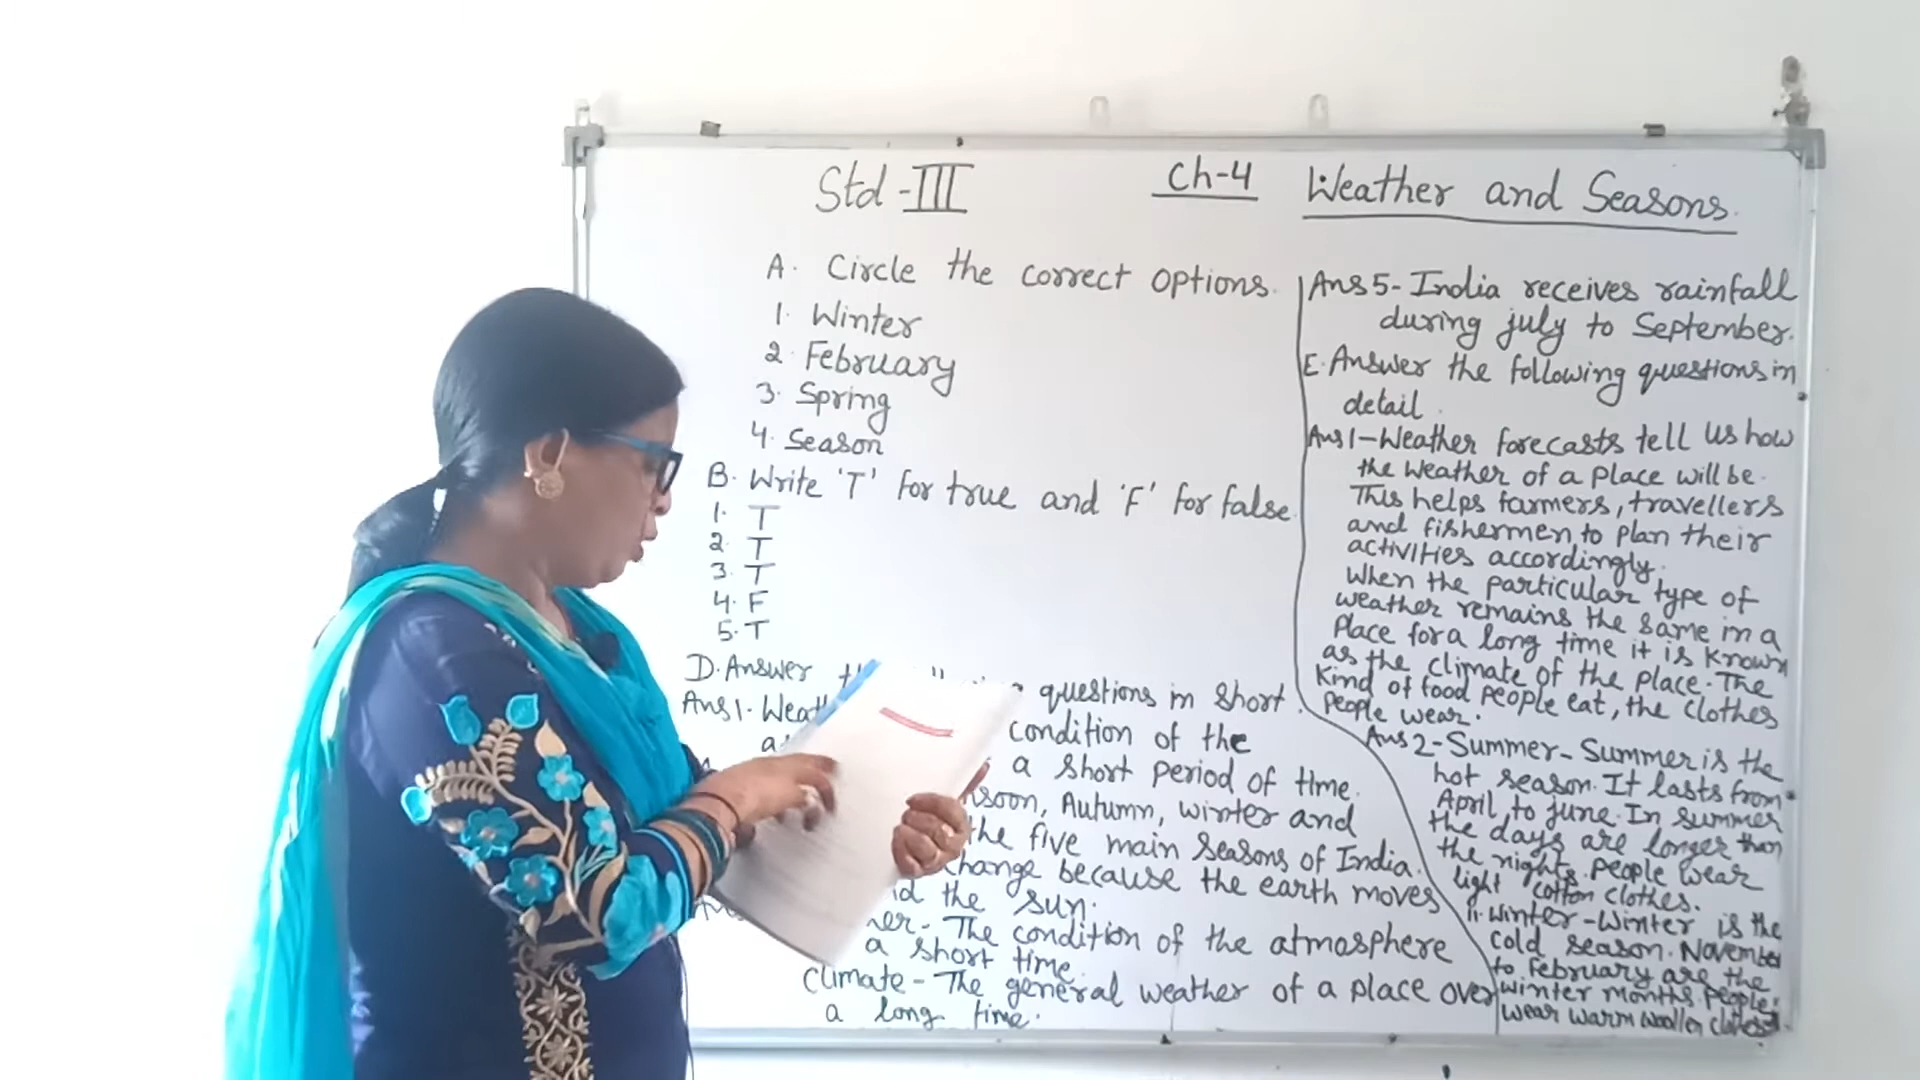 Std-III
Ch-4 Weather and Seasons.
A. Circle the correct options.
1. Winter
2. February
3. Spring
4. Season
B. Write 'T' for true and 'F' for false.
1. T
2. T
3. T
4. F
5. T
D. Answer questions in short.
Ans 1. condition of the
a short period of time.
Autumn, winter and
the five main seasons of India.
change because the earth moves
the sun.
The condition of the atmosphere
a short time.
Climate - The general weather of a place over
a long time.
Ans 5- India receives rainfall
during july to September.
E. Answer the following questions in
detail.
Ans 1- Weather forecasts tell us how
the weather of a place will be.
This helps farmers, travellers
and fishermen to plan their
activities accordingly.
When the particular type of
weather remains the same in a
place for a long time it is known
as the climate of the place. The
kind of food people eat, the clothes
people wear.
Ans 2- Summer- Summer is the
hot season. It lasts from
April to june. In summer
the days are longer than
the nights. People wear
light cotton clothes.
ii. Winter - Winter is the
cold season. November
to February are the
winter months. People
wear warm woollen clothes.